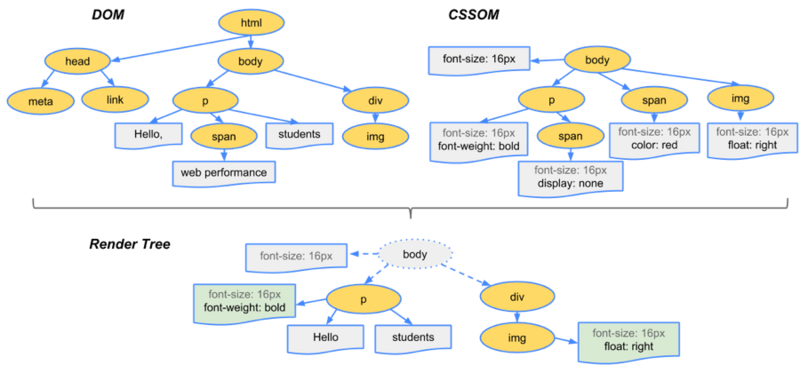 DOM
html
head
body
meta
link
p
div
Hello,
span
students
img
web performance
CSSOM
font-size: 16px
body
p
span
img
font-size: 16px
font-weight: bold
span
font-size: 16px
color: red
font-size: 16px
float: right
font-size: 16px
display: none
Render Tree
font-size: 16px
body
font-size: 16px
font-weight: bold
p
div
Hello
students
img
font-size: 16px
float: right